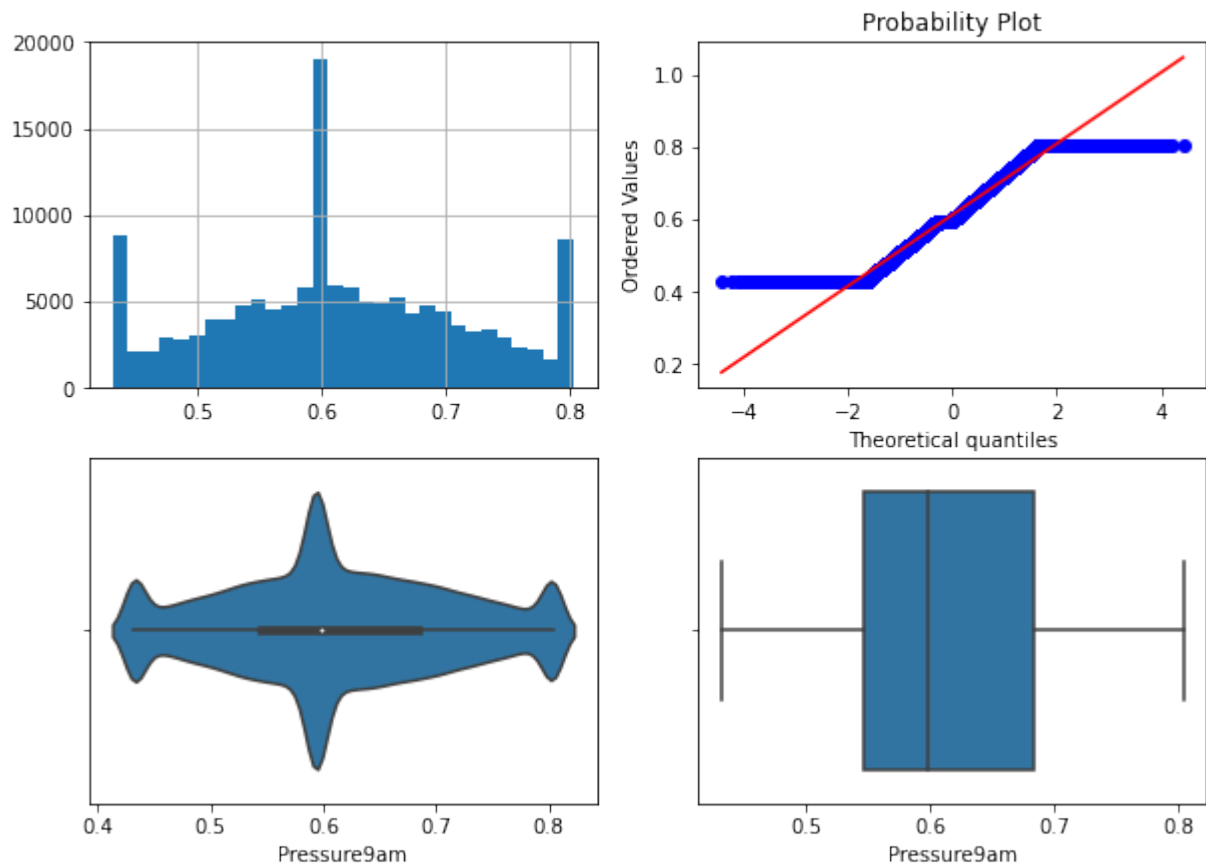 20000
15000
10000
5000
0
0.5 0.6 0.7 0.8
Probability Plot
Ordered Values
1.0
0.8
0.6
0.4
0.2
−4 −2 0 2 4
Theoretical quantiles
0.4 0.5 0.6 0.7 0.8
Pressure9am
0.5 0.6 0.7 0.8
Pressure9am